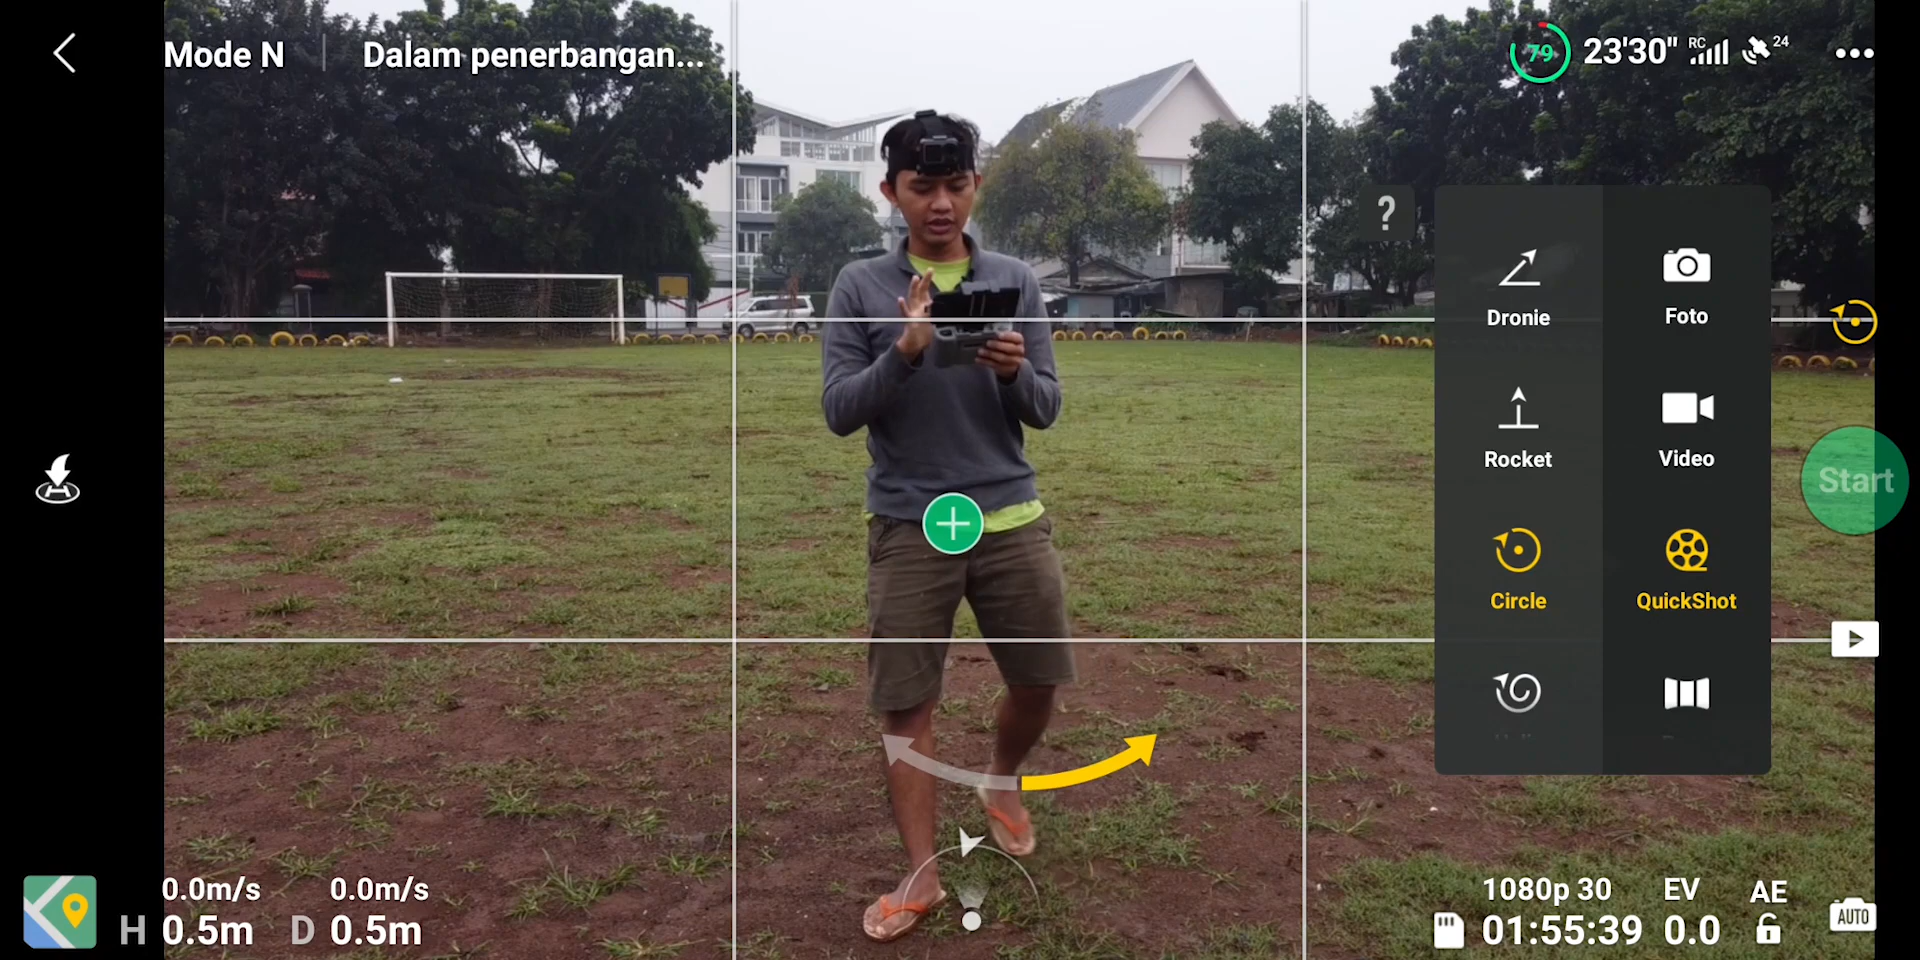 Mode N
Dalam penerbangan...
79
23'30"
RC
24
?
Dronie
Foto
Rocket
Video
Start
Circle
QuickShot
0.0m/s
0.0m/s
H 0.5m
D 0.5m
1080p 30
EV
AE
01:55:39
0.0
AUTO